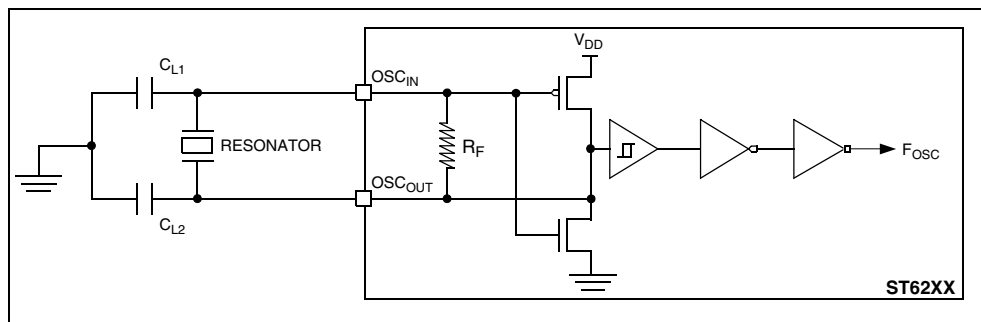 V_DD
C_L1
OSC_IN
RESONATOR
R_F
F_OSC
OSC_OUT
C_L2
ST62XX